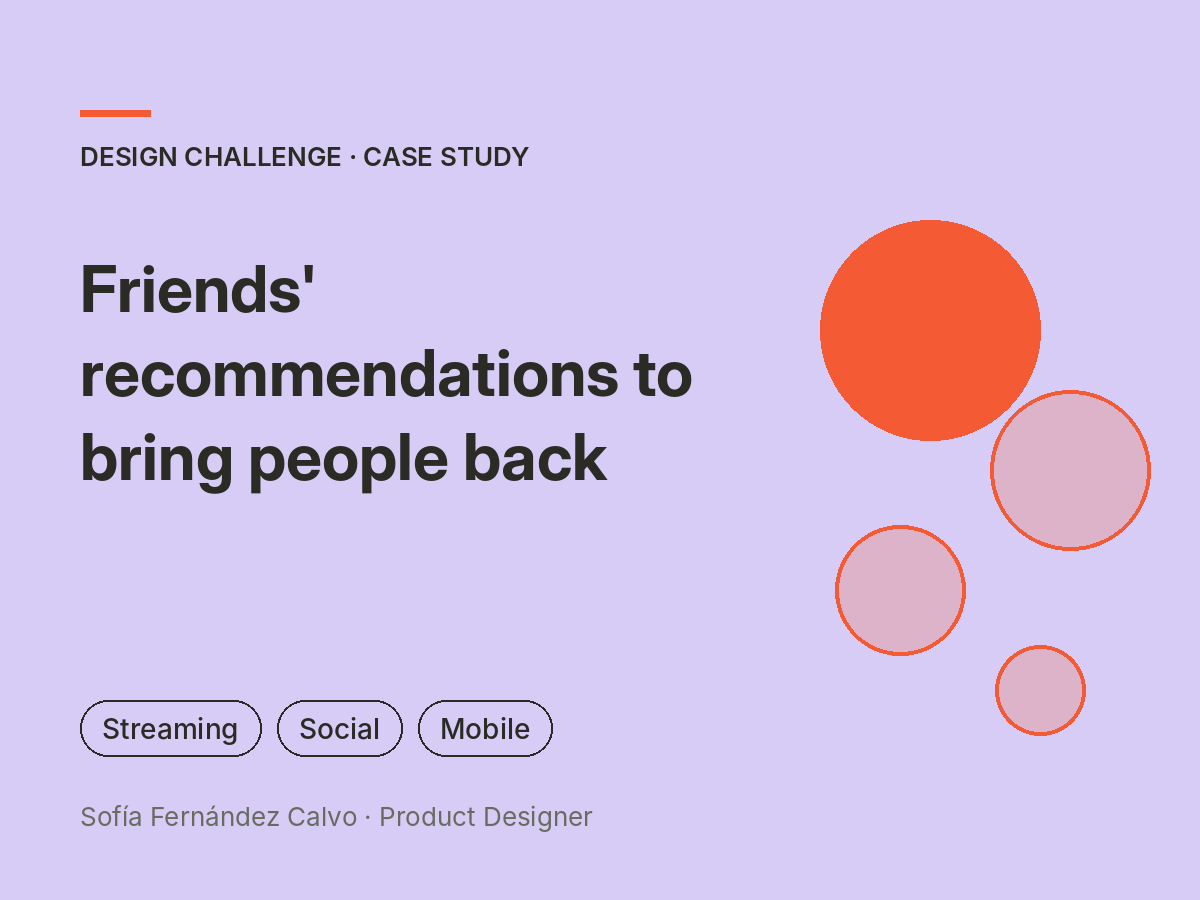 DESIGN CHALLENGE · CASE STUDY
Friends'
recommendations to
bring people back
Streaming Social Mobile
Sofía Fernández Calvo · Product Designer